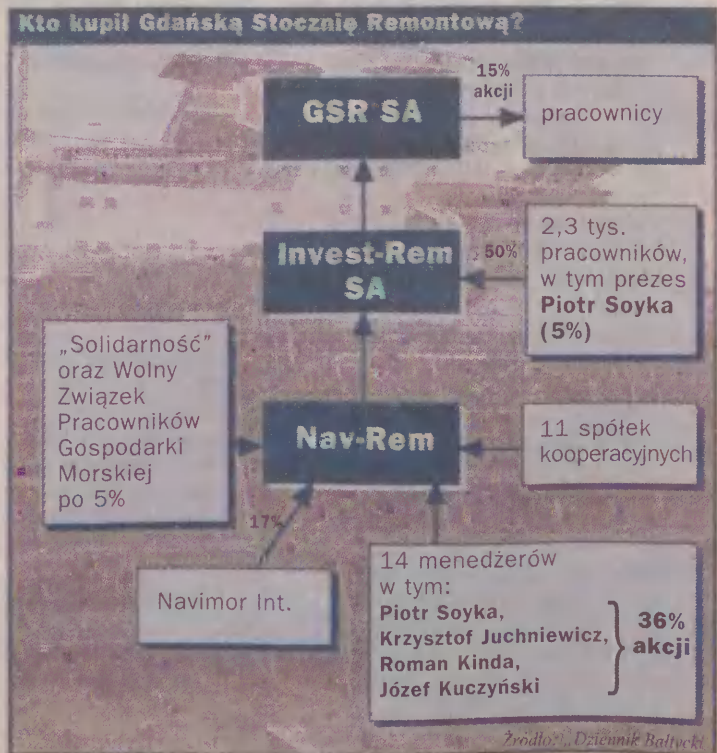 Kto kupił Gdańską Stocznię Remontową?
15%
akcji
GSR SA
pracownicy
Invest-Rem
SA
50%
2,3 tys.
pracowników,
w tym prezes
Piotr Soyka
(5%)
„Solidarność"
oraz Wolny
Związek
Pracowników
Gospodarki
Morskiej
po 5%
Nav-Rem
11 spółek
kooperacyjnych
17%
Navimor Int.
14 menedżerów
w tym:
Piotr Soyka,
Krzysztof Juchniewicz,
Roman Kinda,
Józef Kuczyński
36%
akcji
Źródło: Dziennik Bałtycki